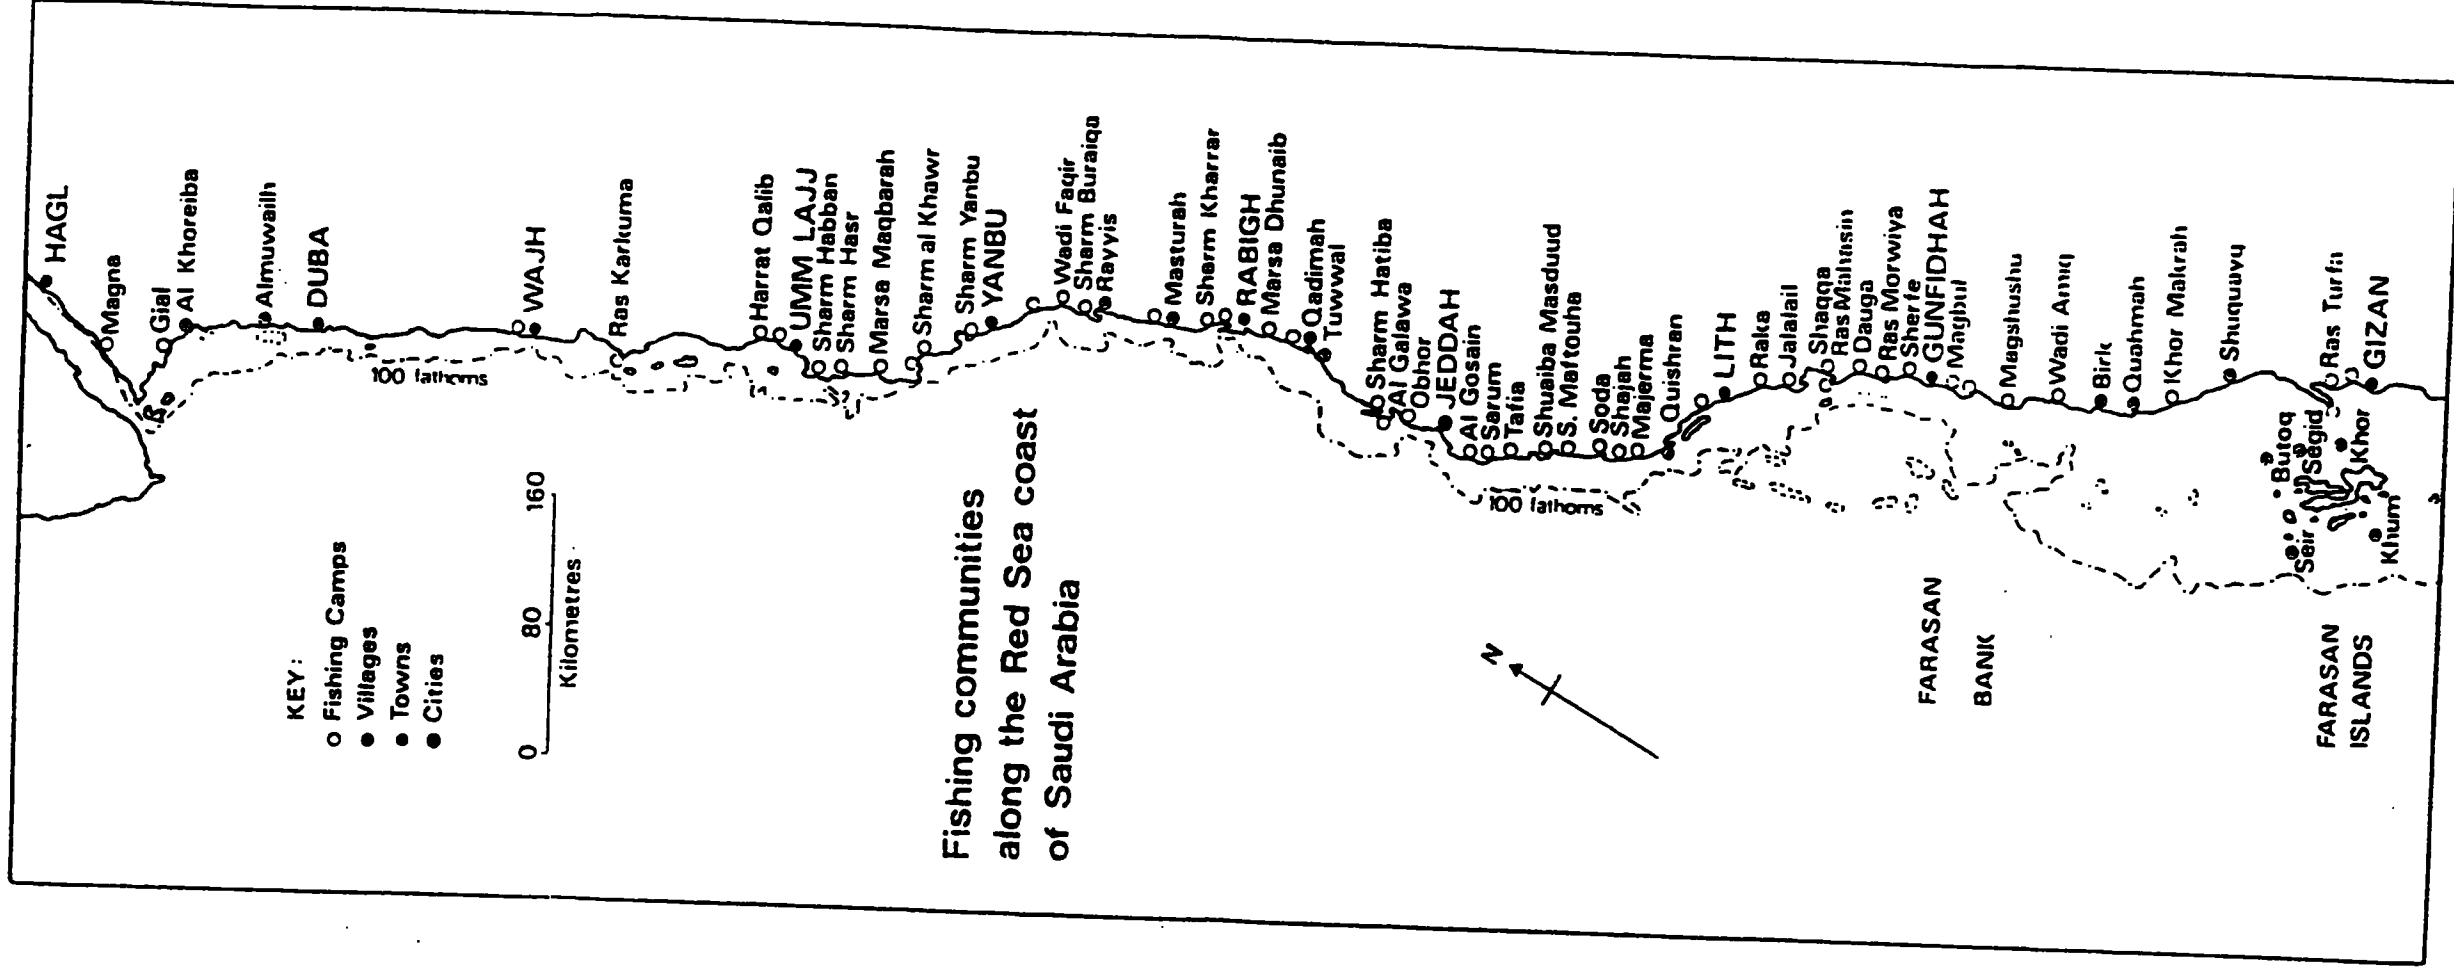 HAGL
Magna
Gial
Al Khoreiba
Almuwailh
DUBA
100 fathoms
WAJH
Ras Karkuma
Harrat Qalib
UMM LAJJ
Sharm Habban
Sharm Hasr
Marsa Maqbarah
Sharm al Khawr
Sharm Yanbu
YANBU
Wadi Faqir
Sharm Buraiqa
Rayyis
Masturah
Sharm Kharrar
RABIGH
Marsa Dhunaib
Qadimah
Tuwwal
Sharm Hatiba
Al Galawa
Obhor
JEDDAH
Al Gosain
Sarum
Tafia
Shuaiba Masduud
S. Maftouha
Soda
Shajah
Majerma
Quishran
100 fathoms
LITH
Raka
Jalalail
Shaqqa
Ras Mahasin
Dauga
Ras Morwiya
Sherfe
GUNFIDHAH
Magbul
Magshushu
Wadi Amq
Birk
Quahmah
Khor Makrah
Shuquavu
Ras Turfa
GIZAN
Butoq
Segid
Khor
Seir
Khum
KEY:
Fishing Camps
Villages
Towns
Cities
0 80 160
Kilometres
Fishing communities
along the Red Sea coast
of Saudi Arabia
N
FARASAN
BANK
FARASAN
ISLANDS